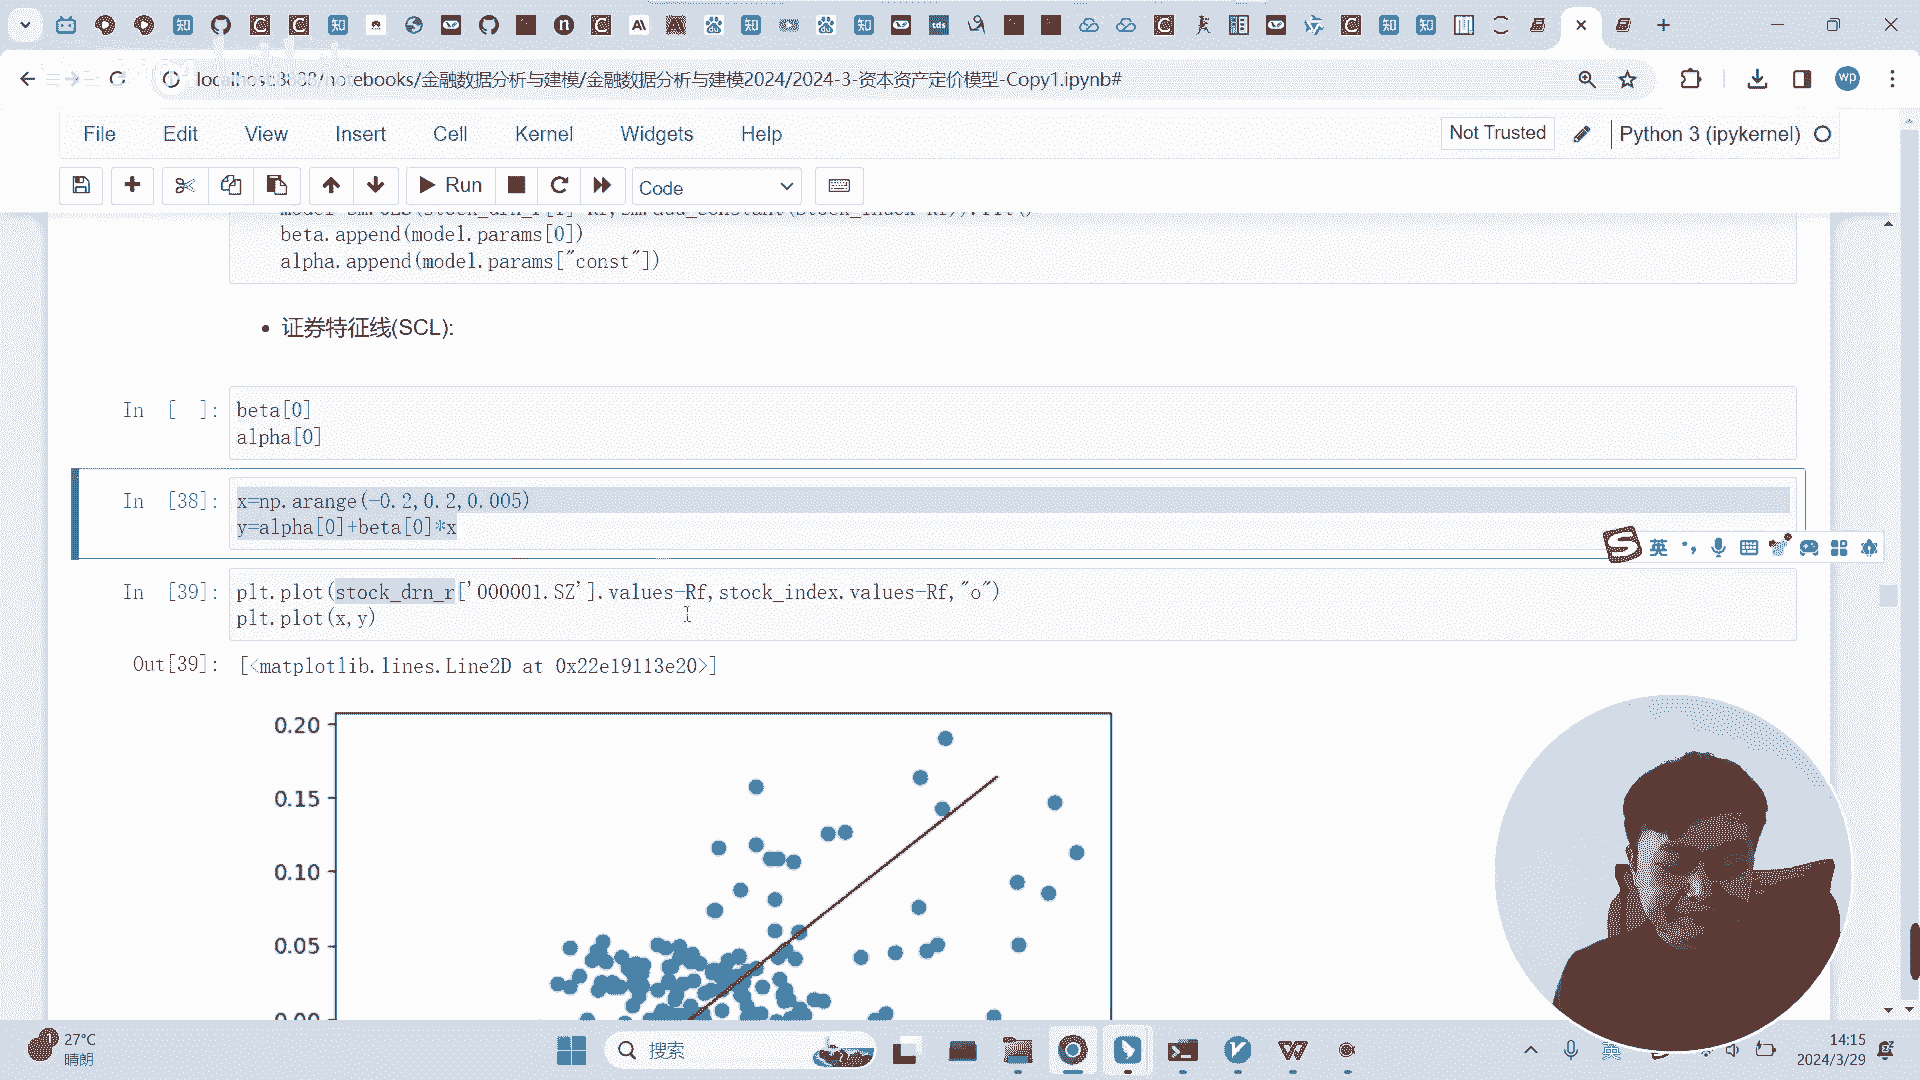 localhost:8888/notebooks/金融数据分析与建模/金融数据分析与建模2024/2024-3-资本资产定价模型-Copy1.ipynb#
wp
File Edit View Insert Cell Kernel Widgets Help
Not Trusted
Python 3 (ipykernel)
Run
Code
beta.append(model.params[0])
alpha.append(model.params["const"])
证券特征线(SCL):
In [ ]:
beta[0]
alpha[0]
In [38]:
x=np.arange(-0.2,0.2,0.005)
y=alpha[0]+beta[0]*x
英
In [39]:
plt.plot(stock_drn_r['000001.SZ'].values-Rf,stock_index.values-Rf,"o")
plt.plot(x,y)
Out[39]:
[<matplotlib.lines.Line2D at 0x22e19113e20>]
0.20
0.15
0.10
0.05
0.00
27°C
晴朗
搜索
英
14:15
2024/3/29